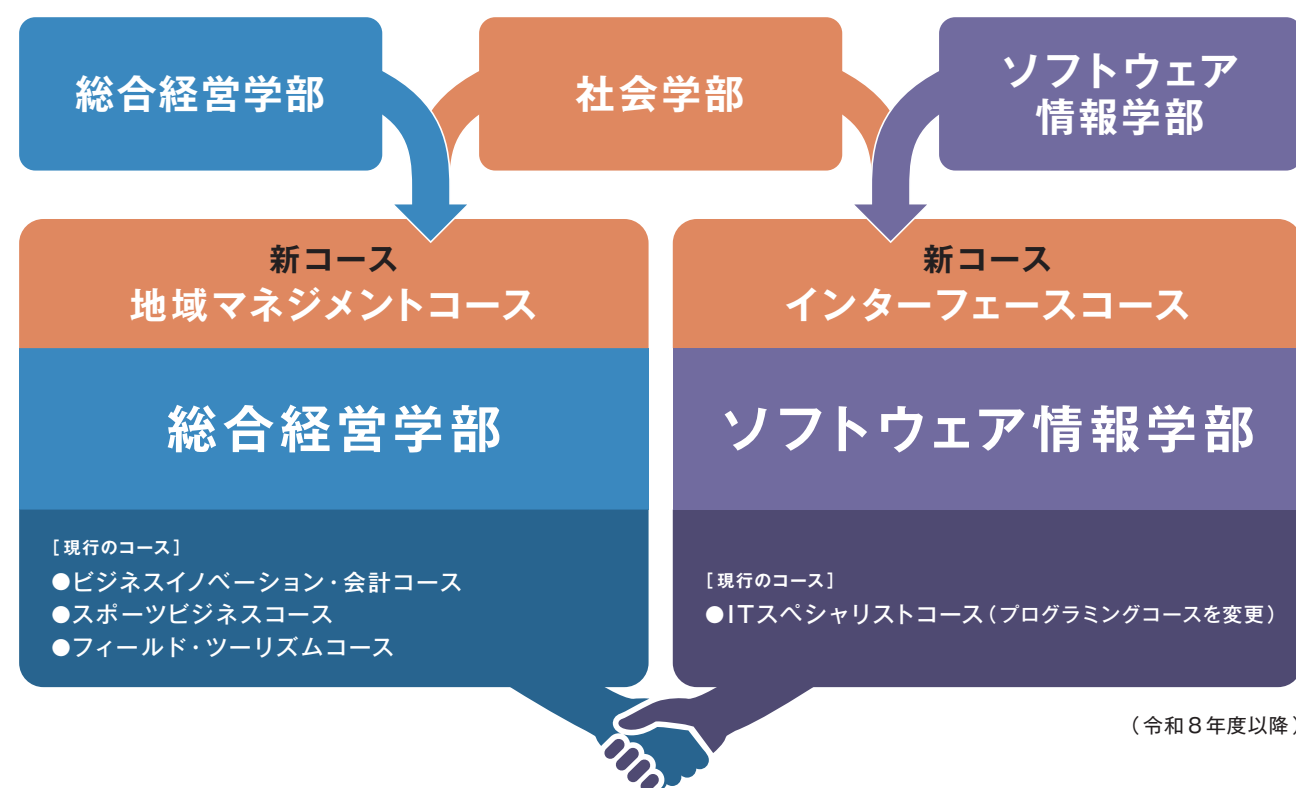 総合経営学部
社会学部
ソフトウェア
情報学部
新コース
地域マネジメントコース
総合経営学部
[現行のコース]
●ビジネスイノベーション・会計コース
●スポーツビジネスコース
●フィールド・ツーリズムコース
新コース
インターフェースコース
ソフトウェア情報学部
[現行のコース]
●ITスペシャリストコース(プログラミングコースを変更)
(令和8年度以降)